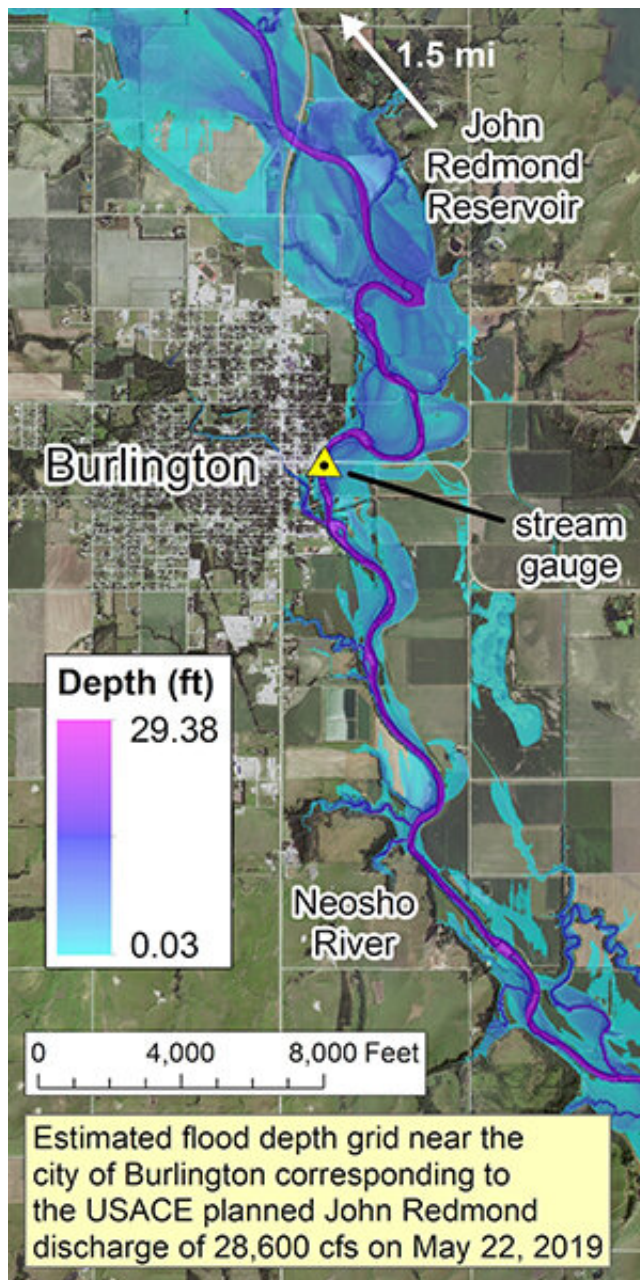 1.5 mi
John
Redmond
Reservoir
Burlington
stream
gauge
Depth (ft)
29.38
0.03
Neosho
River
0 4,000 8,000 Feet
Estimated flood depth grid near the
city of Burlington corresponding to
the USACE planned John Redmond
discharge of 28,600 cfs on May 22, 2019